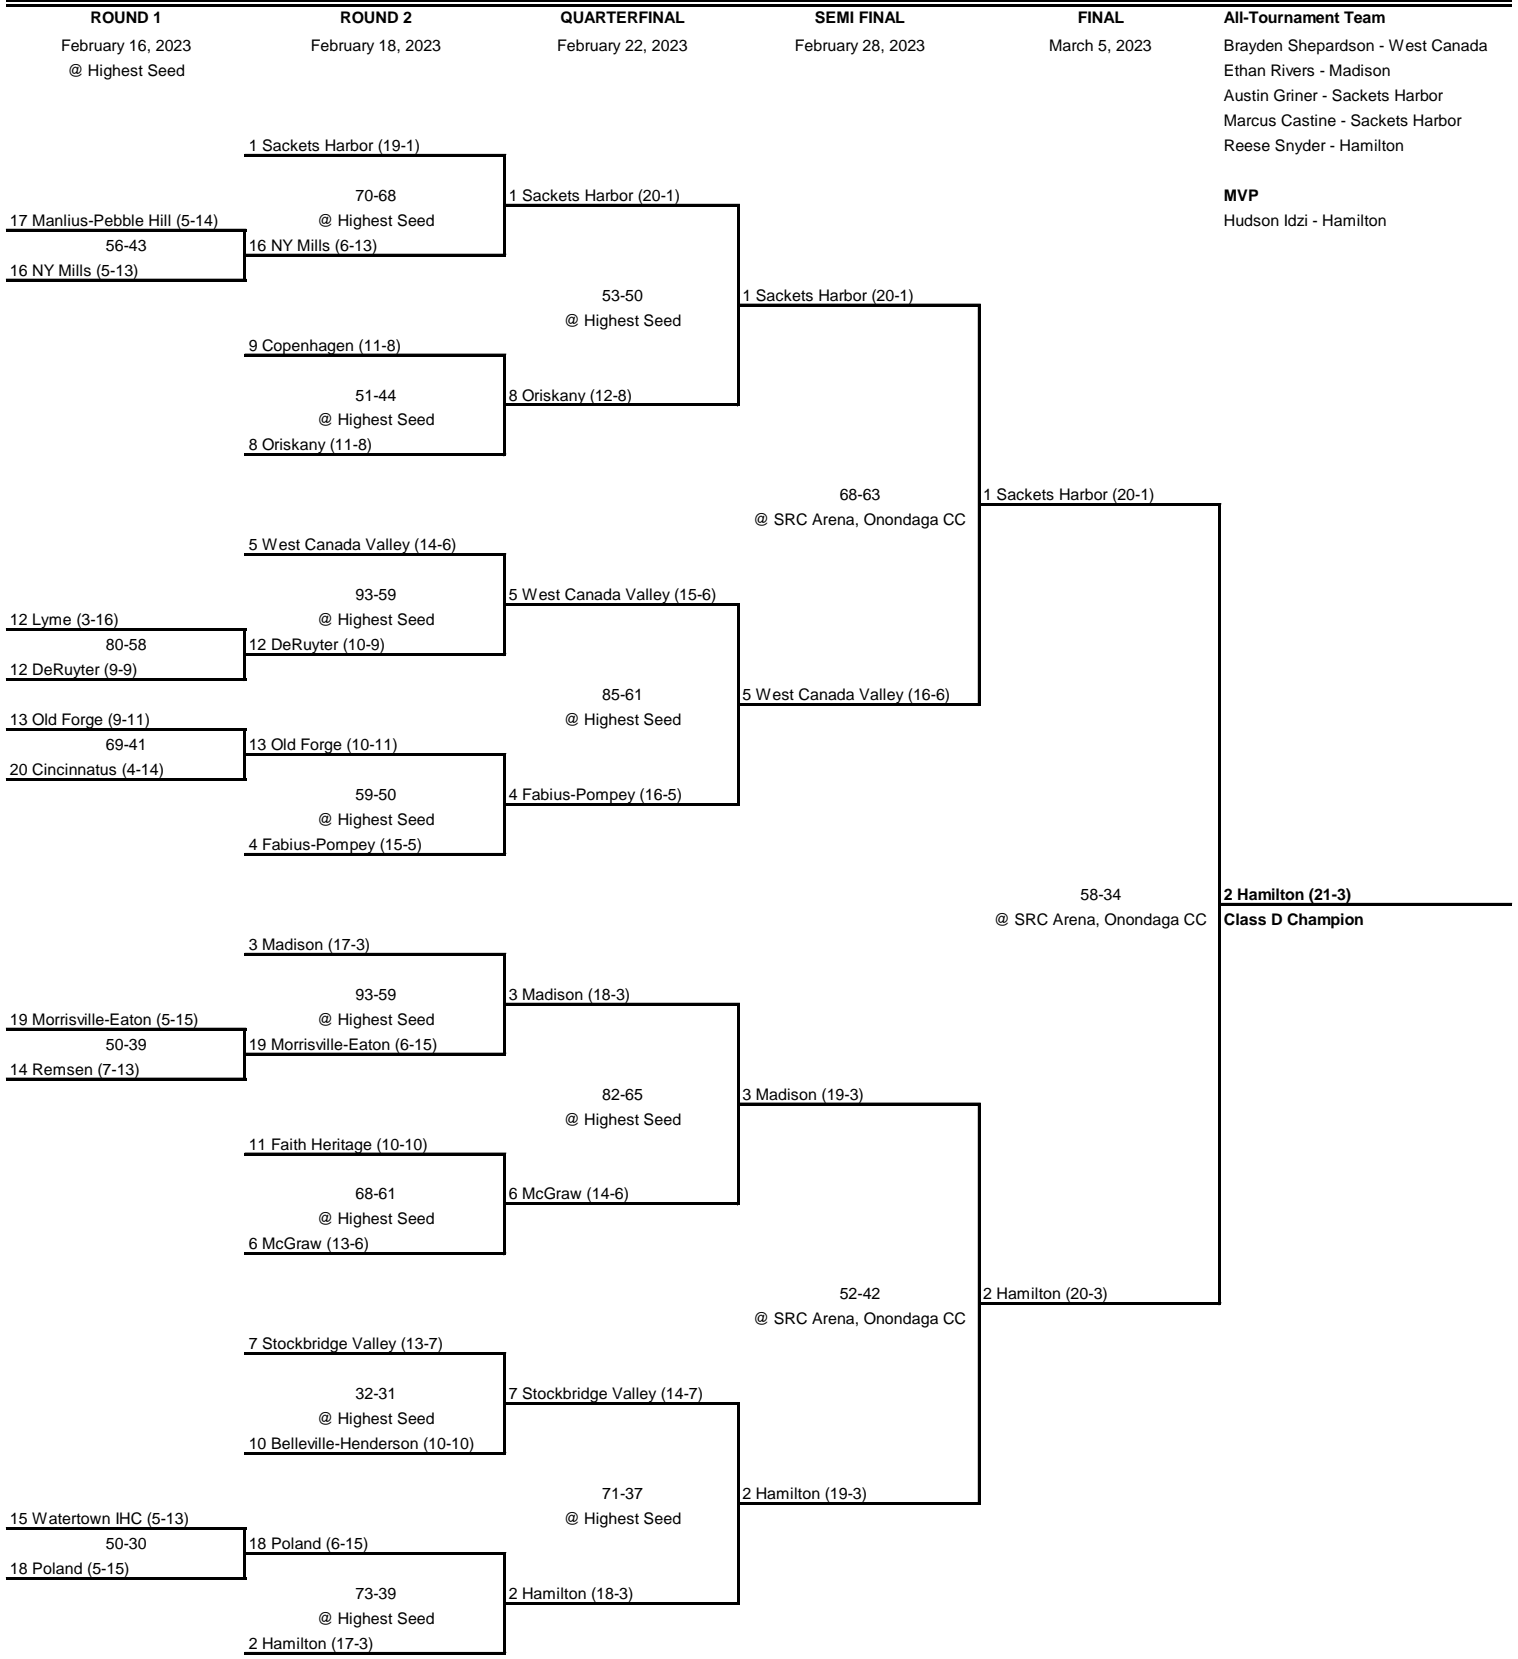 ROUND 1
February 16, 2023
@ Highest Seed
17 Manlius-Pebble Hill (5-14)
56-43
16 NY Mills (5-13)
12 Lyme (3-16)
80-58
12 DeRuyter (9-9)
13 Old Forge (9-11)
69-41
20 Cincinnatus (4-14)
19 Morrisville-Eaton (5-15)
50-39
14 Remsen (7-13)
15 Watertown IHC (5-13)
50-30
18 Poland (5-15)
ROUND 2
February 18, 2023
1 Sackets Harbor (19-1)
70-68
@ Highest Seed
16 NY Mills (6-13)
9 Copenhagen (11-8)
51-44
@ Highest Seed
8 Oriskany (11-8)
5 West Canada Valley (14-6)
93-59
@ Highest Seed
12 DeRuyter (10-9)
13 Old Forge (10-11)
59-50
@ Highest Seed
4 Fabius-Pompey (15-5)
3 Madison (17-3)
93-59
@ Highest Seed
19 Morrisville-Eaton (6-15)
11 Faith Heritage (10-10)
68-61
@ Highest Seed
6 McGraw (13-6)
7 Stockbridge Valley (13-7)
32-31
@ Highest Seed
10 Belleville-Henderson (10-10)
18 Poland (6-15)
73-39
@ Highest Seed
2 Hamilton (17-3)
QUARTERFINAL
February 22, 2023
1 Sackets Harbor (20-1)
53-50
@ Highest Seed
8 Oriskany (12-8)
5 West Canada Valley (15-6)
85-61
@ Highest Seed
4 Fabius-Pompey (16-5)
3 Madison (18-3)
82-65
@ Highest Seed
6 McGraw (14-6)
7 Stockbridge Valley (14-7)
71-37
@ Highest Seed
2 Hamilton (18-3)
SEMI FINAL
February 28, 2023
1 Sackets Harbor (20-1)
68-63
@ SRC Arena, Onondaga CC
5 West Canada Valley (16-6)
3 Madison (19-3)
52-42
@ SRC Arena, Onondaga CC
2 Hamilton (19-3)
FINAL
March 5, 2023
1 Sackets Harbor (20-1)
58-34
@ SRC Arena, Onondaga CC
2 Hamilton (20-3)
All-Tournament Team
Brayden Shepardson - West Canada
Ethan Rivers - Madison
Austin Griner - Sackets Harbor
Marcus Castine - Sackets Harbor
Reese Snyder - Hamilton
MVP
Hudson Idzi - Hamilton
2 Hamilton (21-3)
Class D Champion